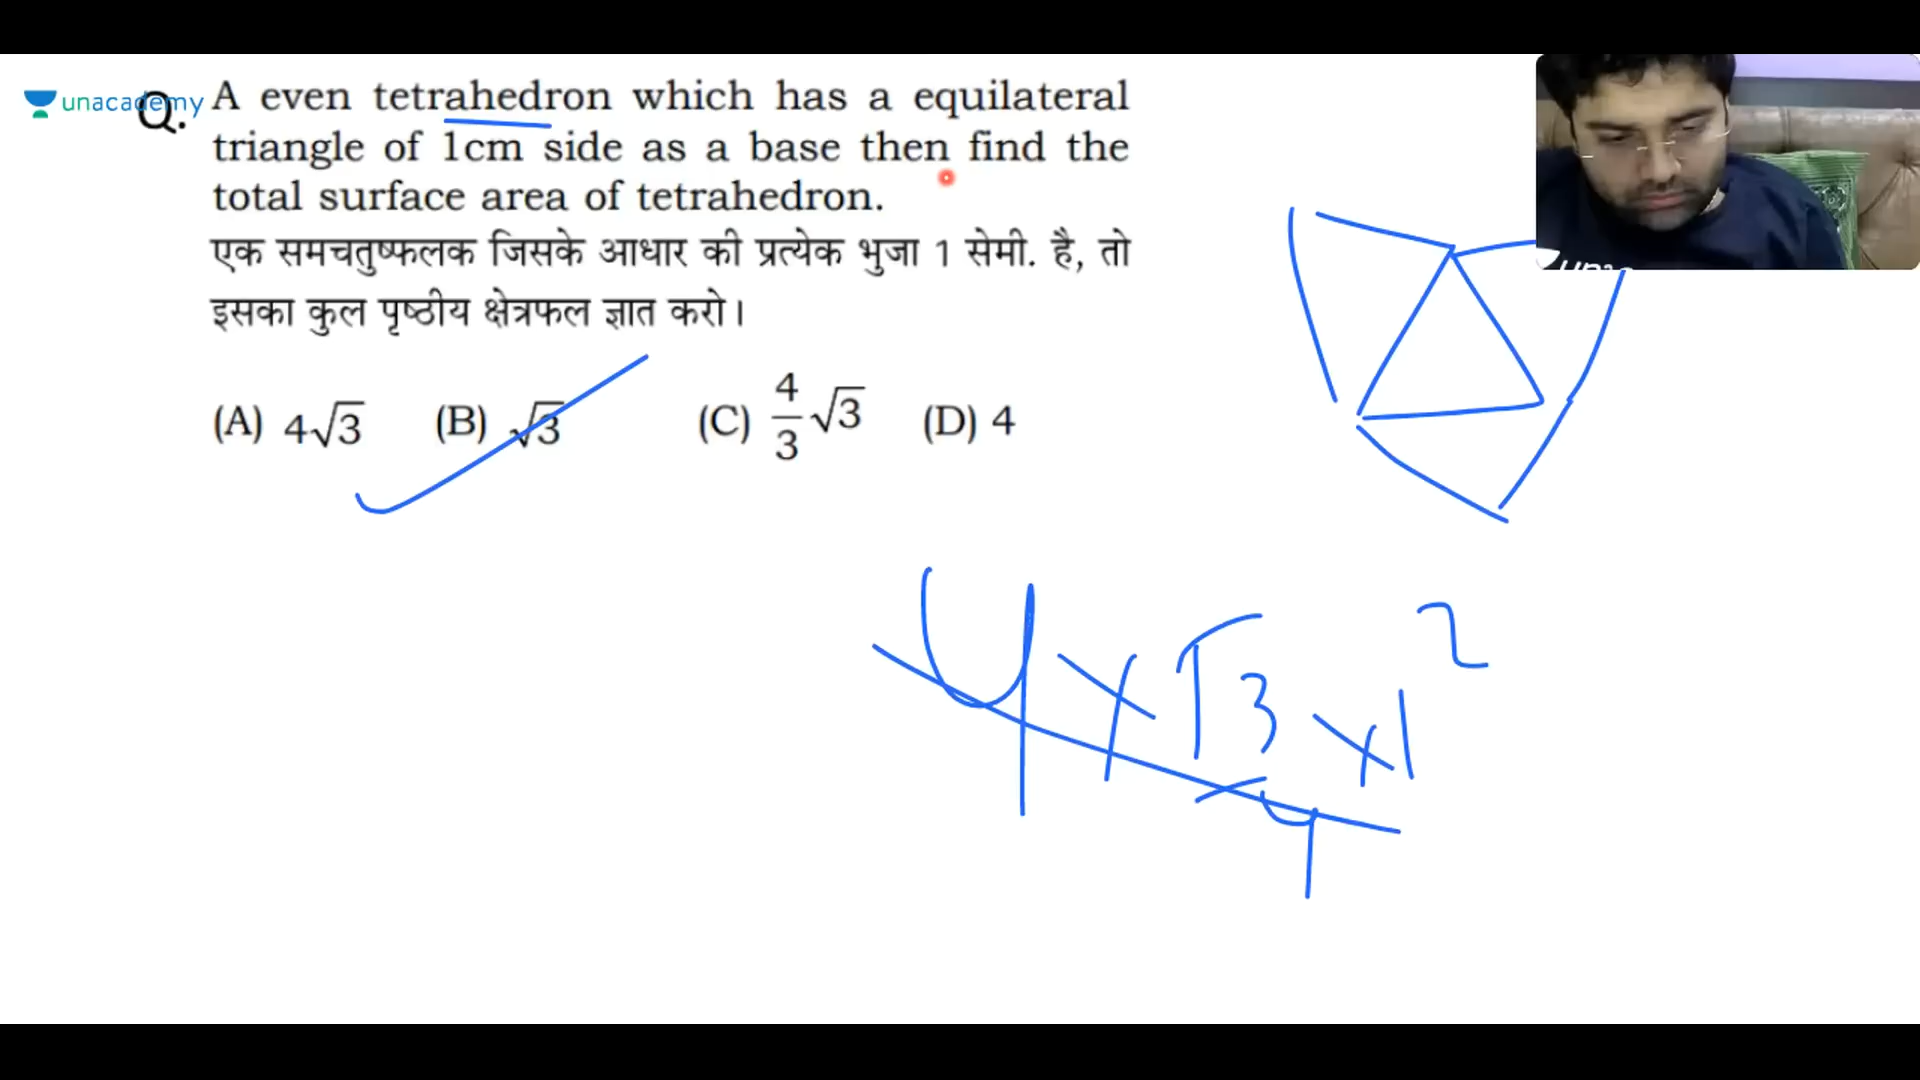 unacademy
Q. A even tetrahedron which has a equilateral
triangle of 1cm side as a base then find the
total surface area of tetrahedron.
एक समचतुष्फलक जिसके आधार की प्रत्येक भुजा 1 सेमी. है, तो
इसका कुल पृष्ठीय क्षेत्रफल ज्ञात करो।
(A) 4√3 (B) √3 (C) 4/3 √3 (D) 4
4 × √3/4 × 1²